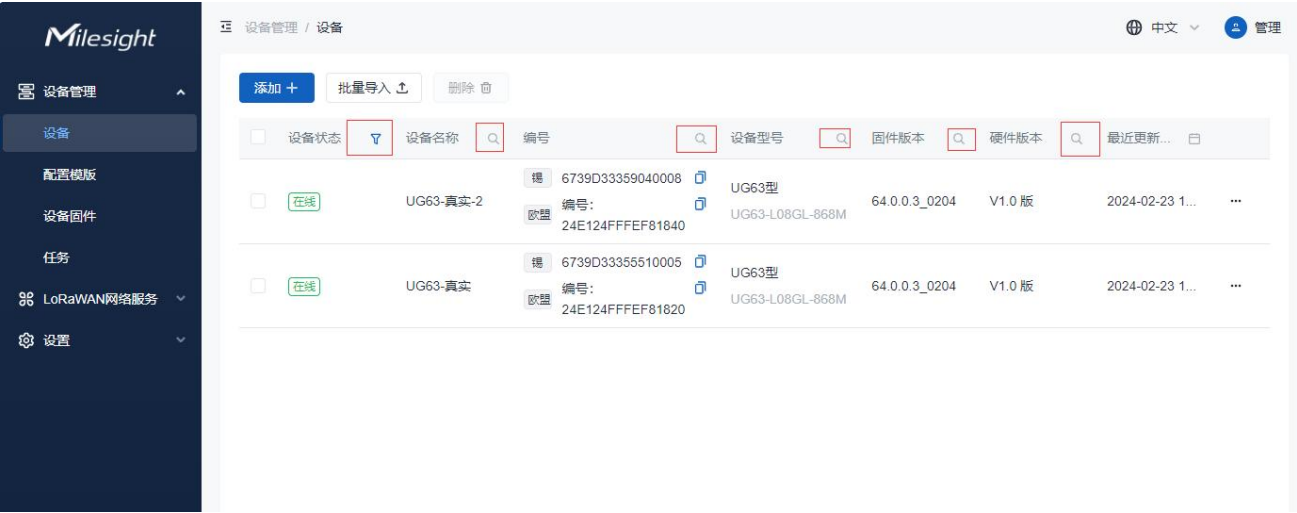 Milesight
设备管理 / 设备
中文
管理
设备管理
设备
配置模版
设备固件
任务
LoRaWAN网络服务
设置
添加 +
批量导入
删除
设备状态 设备名称 编号 设备型号 固件版本 硬件版本 最近更新...
在线 UG63-真实-2
锡 6739D33359040008
欧盟 编号:
24E124FFFEF81840
UG63型
UG63-L08GL-868M
64.0.0.3_0204 V1.0 版 2024-02-23 1... ...
在线 UG63-真实
锡 6739D33355510005
欧盟 编号:
24E124FFFEF81820
UG63型
UG63-L08GL-868M
64.0.0.3_0204 V1.0 版 2024-02-23 1... ...